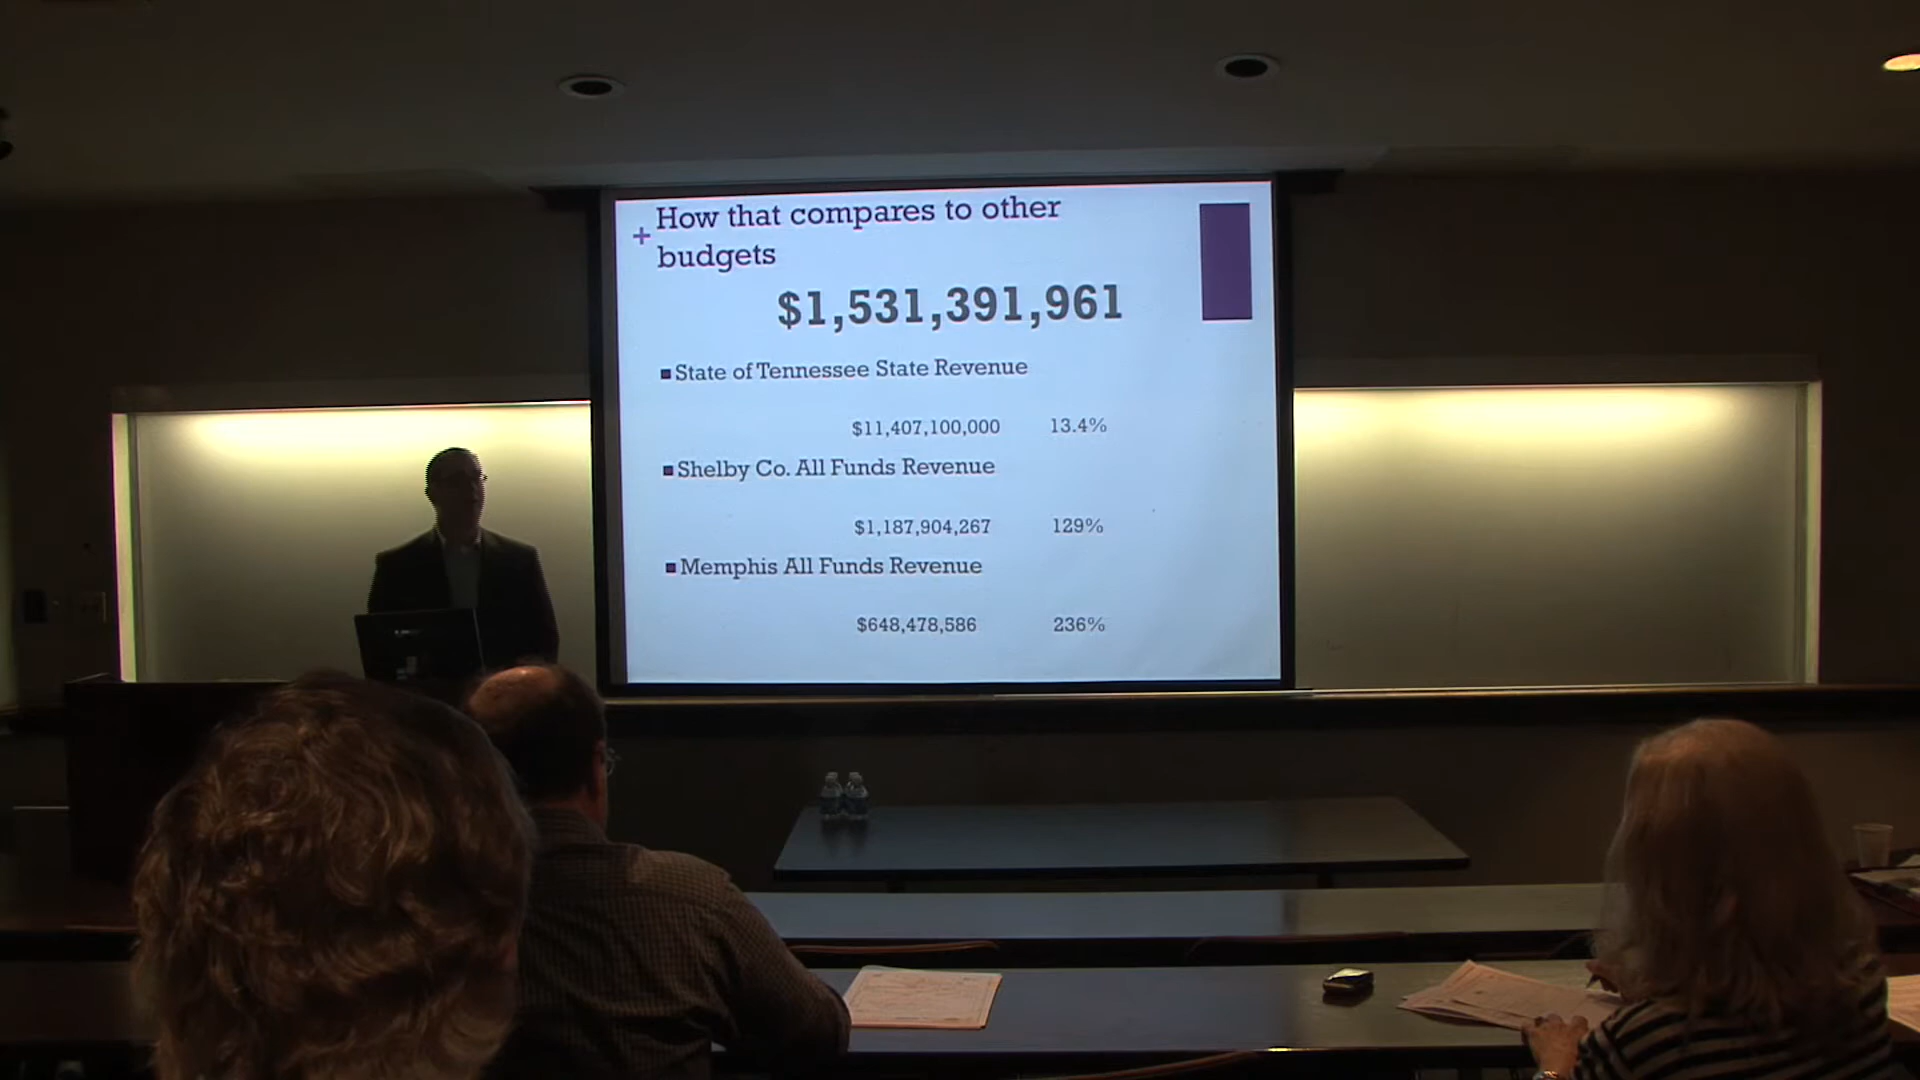 + How that compares to other
budgets
$1,531,391,961
■ State of Tennessee State Revenue
$11,407,100,000 13.4%
■ Shelby Co. All Funds Revenue
$1,187,904,267 129%
■ Memphis All Funds Revenue
$648,478,586 236%